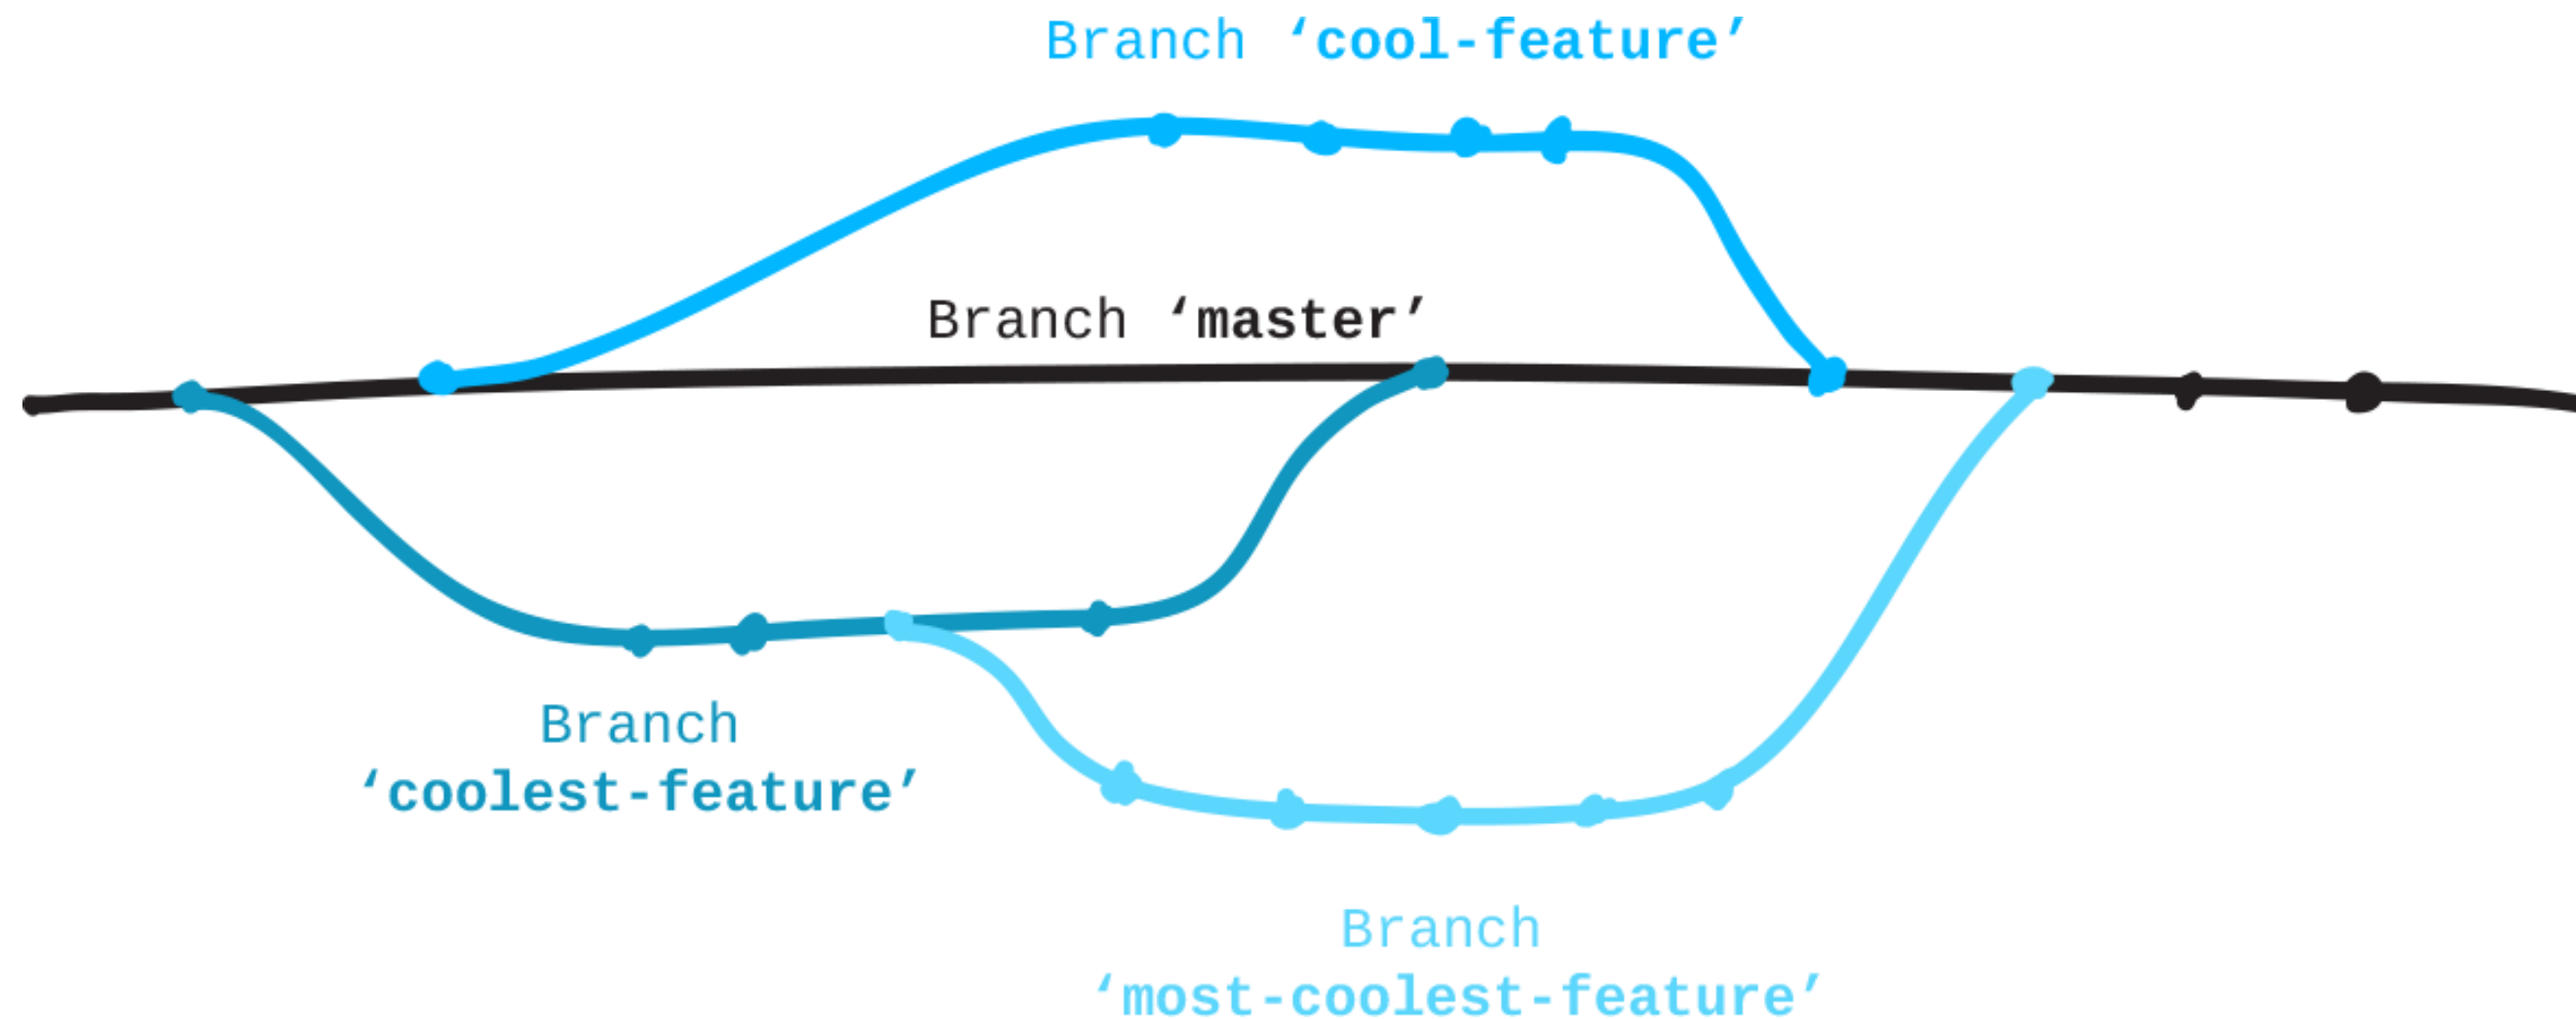 Branch ‘cool-feature’
Branch ‘master’
Branch
‘coolest-feature’
Branch
‘most-coolest-feature’